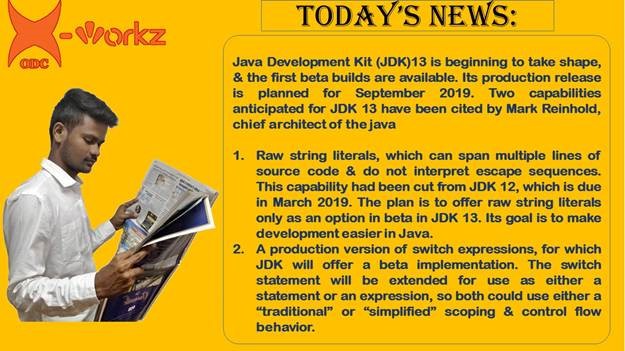 X-Workz
ODC
TODAY'S NEWS:
Java Development Kit (JDK)13 is beginning to take shape,
& the first beta builds are available. Its production release
is planned for September 2019. Two capabilities
anticipated for JDK 13 have been cited by Mark Reinhold,
chief architect of the java
1. Raw string literals, which can span multiple lines of
source code & do not interpret escape sequences.
This capability had been cut from JDK 12, which is due
in March 2019. The plan is to offer raw string literals
only as an option in beta in JDK 13. Its goal is to make
development easier in Java.
2. A production version of switch expressions, for which
JDK will offer a beta implementation. The switch
statement will be extended for use as either a
statement or an expression, so both could use either a
“traditional” or “simplified” scoping & control flow
behavior.